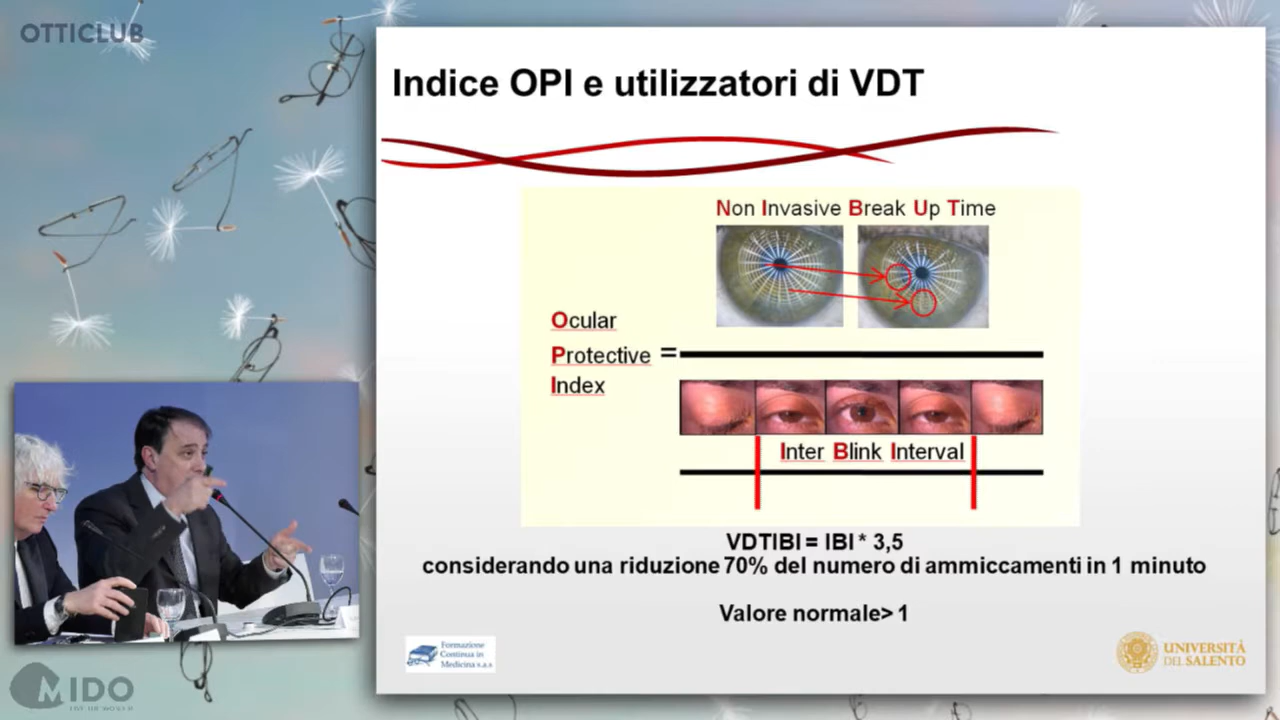 OTTICLUB
Indice OPI e utilizzatori di VDT
Non Invasive Break Up Time
Ocular
Protective =
Index
Inter Blink Interval
VDTIBI = IBI * 3,5
considerando una riduzione 70% del numero di ammiccamenti in 1 minuto
Valore normale> 1
Formazione
Continua in
Medicina s.a.s
UNIVERSITÀ
DEL SALENTO
MIDO